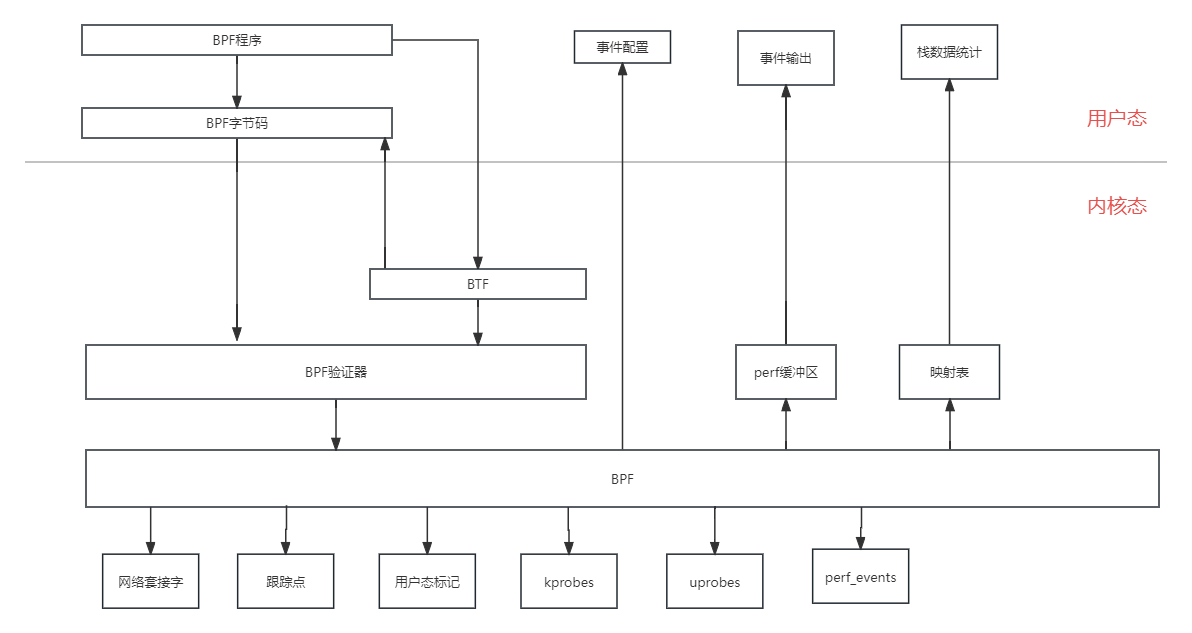 BPF程序
事件配置
事件输出
栈数据统计
BPF字节码
用户态
内核态
BTF
BPF验证器
perf缓冲区
映射表
BPF
网络套接字
跟踪点
用户态标记
kprobes
uprobes
perf_events